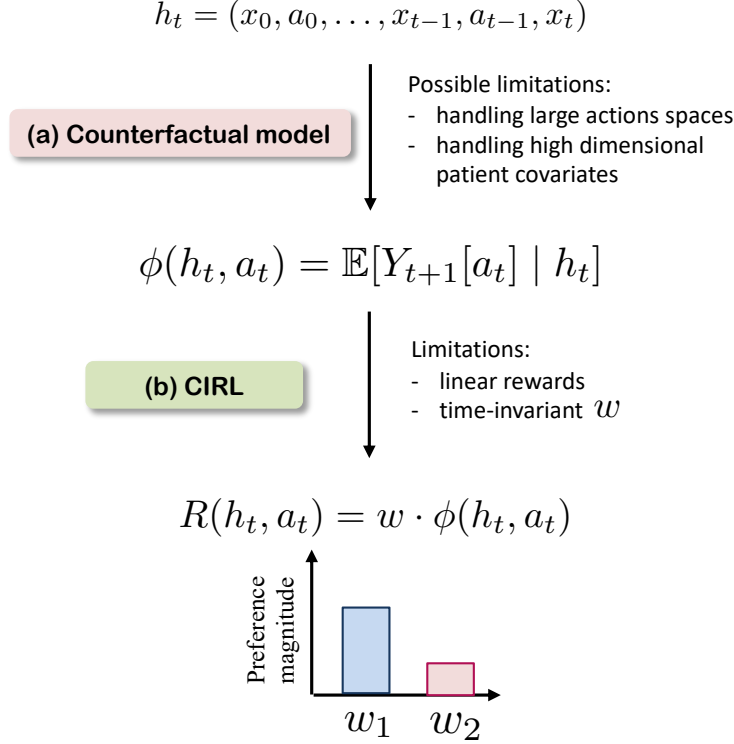 h_t = (x_0, a_0, . . . , x_{t−1}, a_{t−1}, x_t)
Possible limitations:
- handling large actions spaces
- handling high dimensional
patient covariates
(a) Counterfactual model
ϕ(h_t, a_t) = 𝔼[Y_{t+1}[a_t] | h_t]
Limitations:
- linear rewards
- time-invariant w
(b) CIRL
R(h_t, a_t) = w · ϕ(h_t, a_t)
Preference
magnitude
w_1 w_2